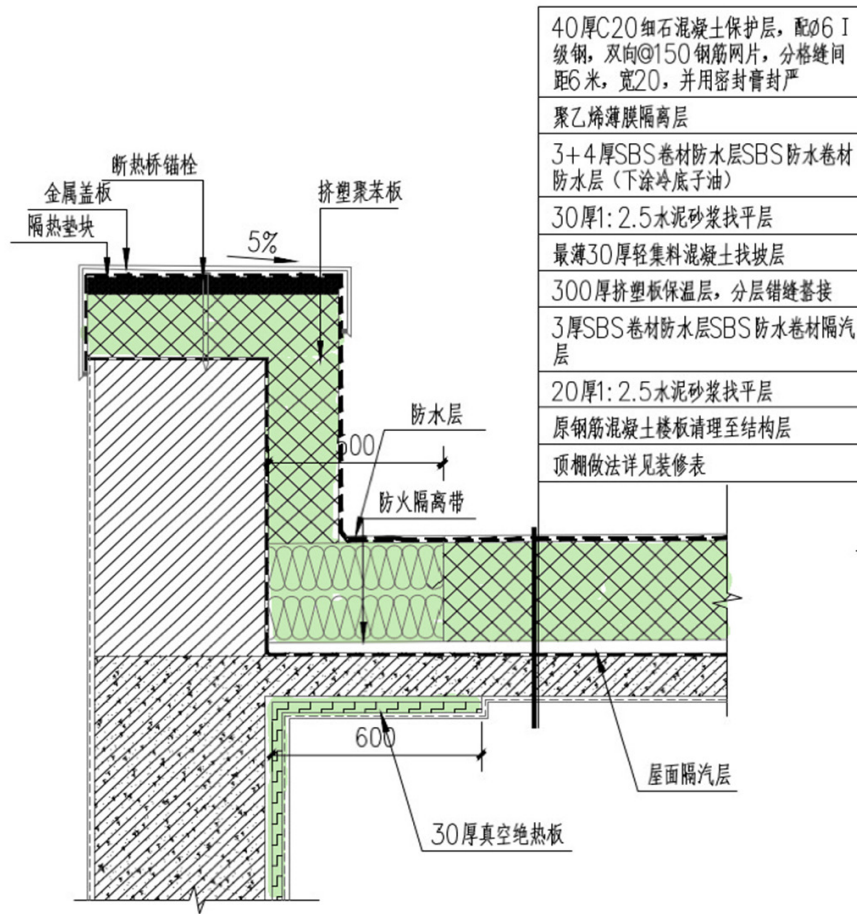 40厚C20细石混凝土保护层，配ø6 I
级钢，双向@150钢筋网片，分格缝间
距6米，宽20，并用密封膏封严
聚乙烯薄膜隔离层
3+4厚SBS卷材防水层SBS防水卷材
防水层（下涂冷底子油）
30厚1:2.5水泥砂浆找平层
最薄30厚轻集料混凝土找坡层
300厚挤塑板保温层，分层错缝搭接
3厚SBS卷材防水层SBS防水卷材隔汽
层
20厚1:2.5水泥砂浆找平层
原钢筋混凝土楼板清理至结构层
顶棚做法详见装修表
断热桥锚栓
金属盖板
挤塑聚苯板
隔热垫块
5%
防水层
500
防火隔离带
600
屋面隔汽层
30厚真空绝热板